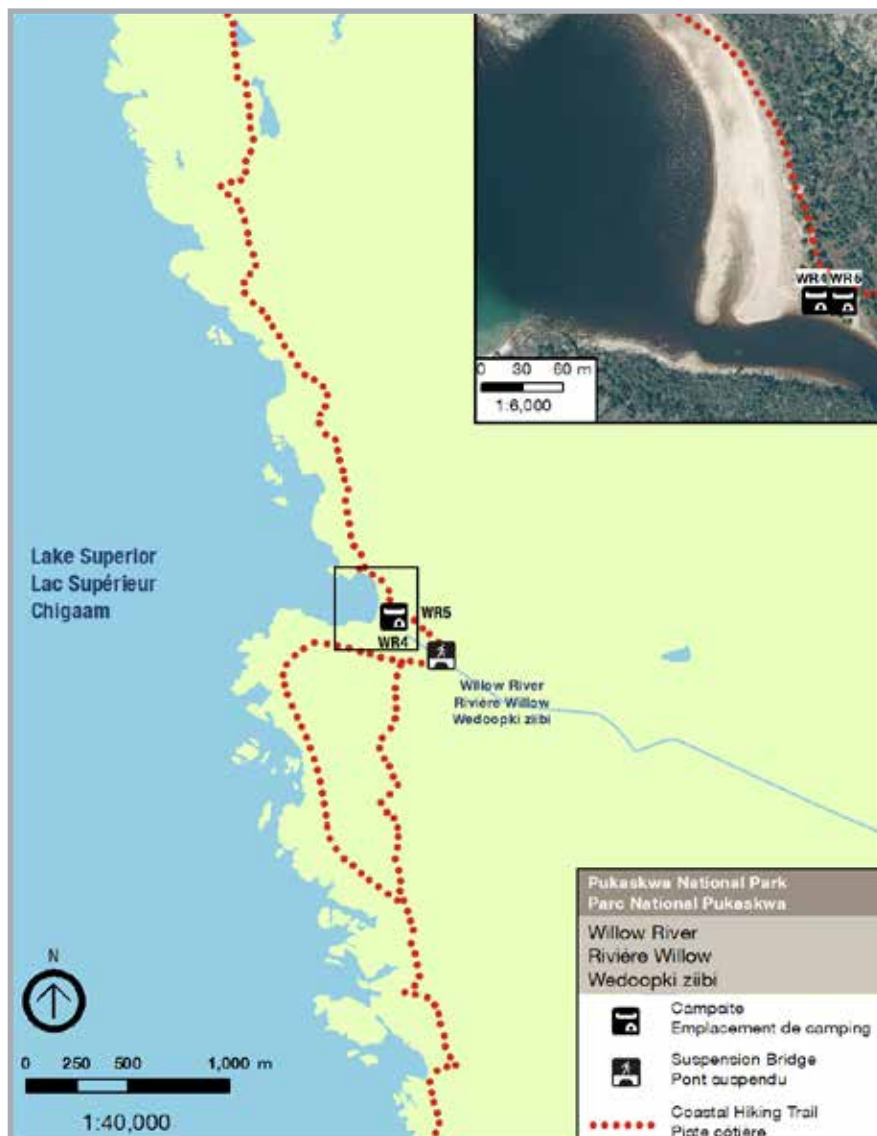 WR4 WR5
0 30 60 m
1:6,000
Lake Superior
Lac Supérieur
Chigaam
WR5
WR4
Willow River
Rivière Willow
Wedoopki ziibi
Pukaskwa National Park
Parc National Pukaskwa
Willow River
Rivière Willow
Wedoopki ziibi
Campsite
Emplacement de camping
Suspension Bridge
Pont suspendu
Coastal Hiking Trail
Piste côtière
N
0 250 500 1,000 m
1:40,000